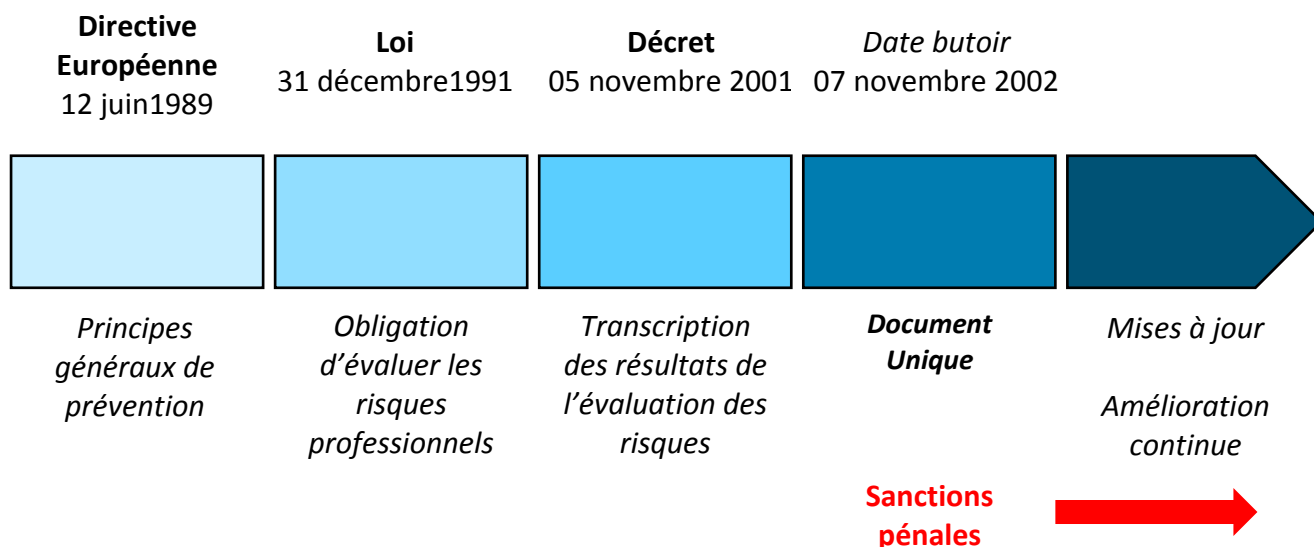 Directive
Européenne
12 juin1989
Loi
31 décembre1991
Décret
05 novembre 2001
Date butoir
07 novembre 2002
Principes
généraux de
prévention
Obligation
d’évaluer les
risques
professionnels
Transcription
des résultats de
l’évaluation des
risques
Document
Unique
Mises à jour
Amélioration
continue
Sanctions
pénales